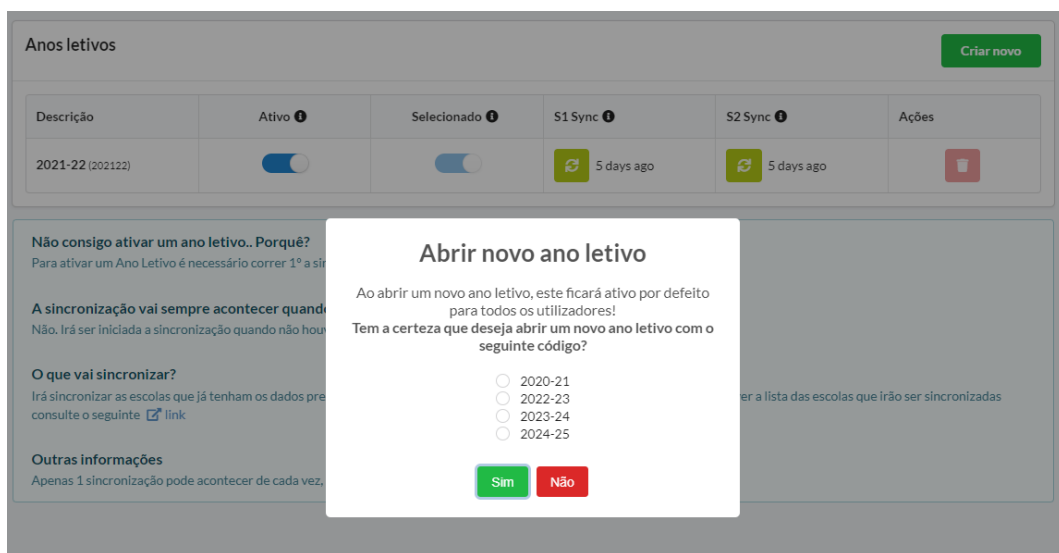 Anos letivos
Criar novo
Descrição Ativo Selecionado S1 Sync S2 Sync Ações
2021-22 (202122) 5 days ago 5 days ago
Não consigo ativar um ano letivo.. Porquê?
Para ativar um Ano Letivo é necessário correr 1º a
A sincronização vai sempre acontecer
Não. Irá ser iniciada a sincronização quando não
O que vai sincronizar?
Irá sincronizar as escolas que já tenham os dados
a lista das escolas que irão ser sincronizadas
consulte o seguinte link
Outras informações
Apenas 1 sincronização pode acontecer de cada vez,
Abrir novo ano letivo
Ao abrir um novo ano letivo, este ficará ativo por defeito
para todos os utilizadores!
Tem a certeza que deseja abrir um novo ano letivo com o
seguinte código?
2020-21
2022-23
2023-24
2024-25
Sim Não